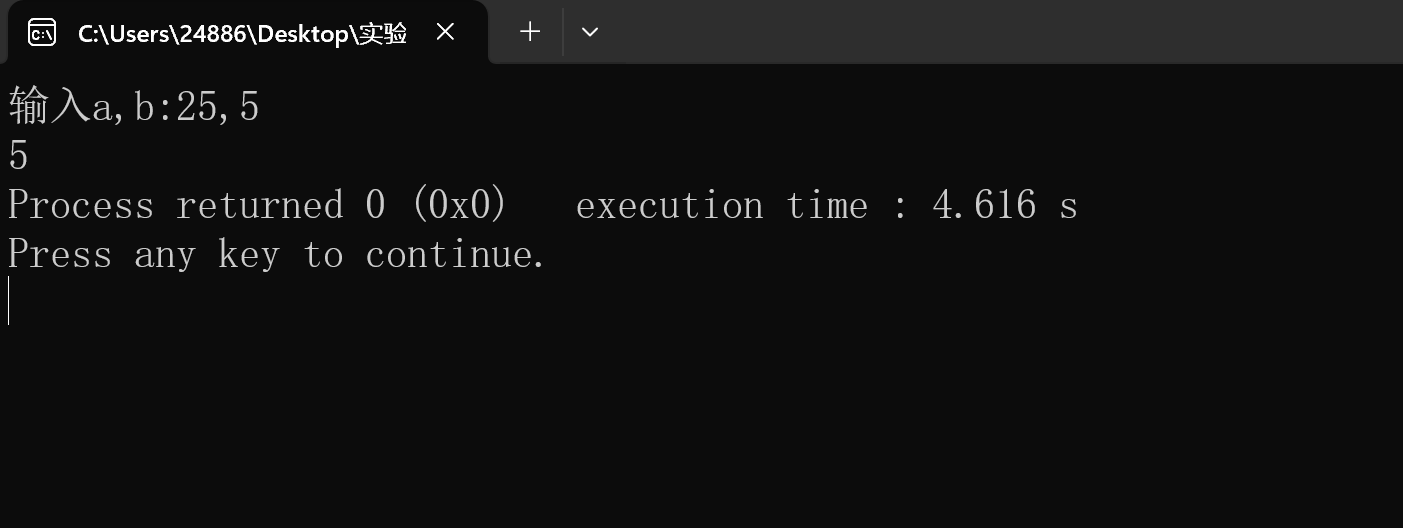 C:\Users\24886\Desktop\实验
输入a,b:25,5
5
Process returned 0 (0x0)   execution time : 4.616 s
Press any key to continue.